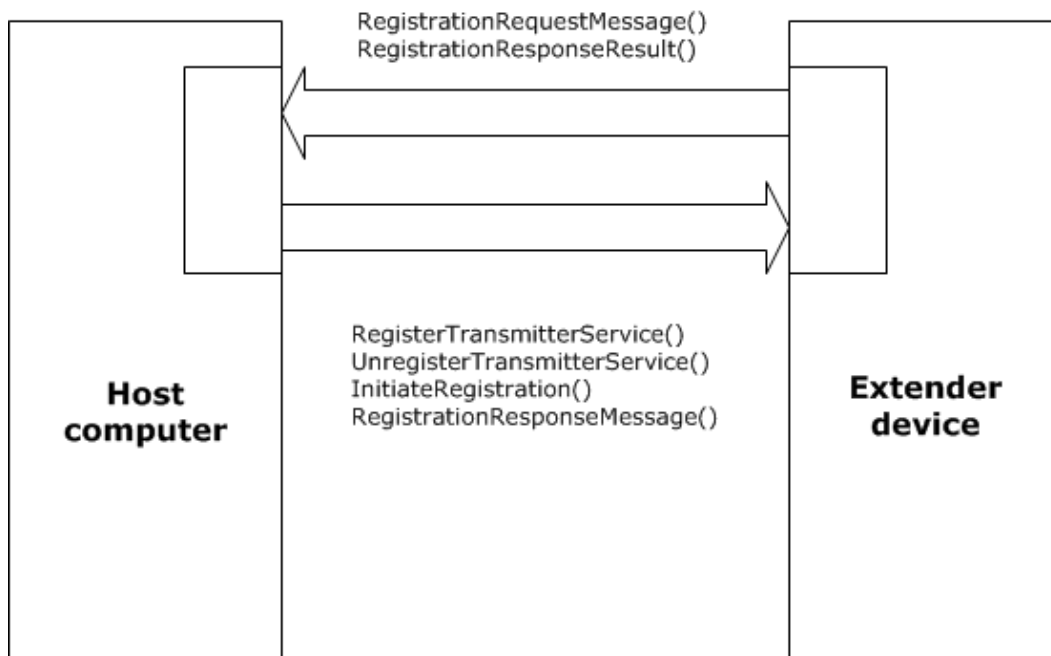 RegistrationRequestMessage()
RegistrationResponseResult()
RegisterTransmitterService()
UnregisterTransmitterService()
InitiateRegistration()
RegistrationResponseMessage()
Host
computer
Extender
device